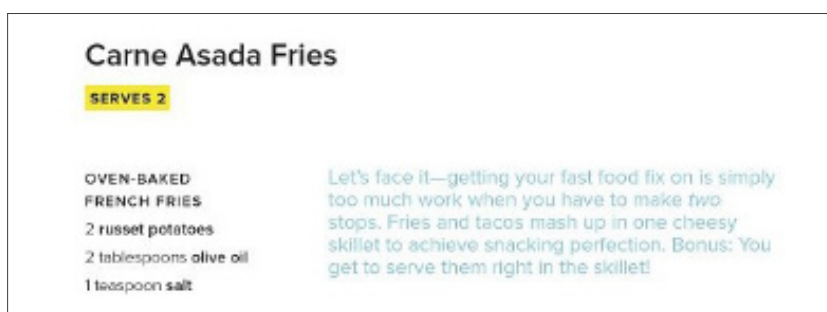 Carne Asada Fries
SERVES 2
OVEN-BAKED
FRENCH FRIES
2 russet potatoes
2 tablespoons olive oil
1 teaspoon salt
Let's face it—getting your fast food fix on is simply
too much work when you have to make two
stops. Fries and tacos mash up in one cheesy
skillet to achieve snacking perfection. Bonus: You
get to serve them right in the skillet!